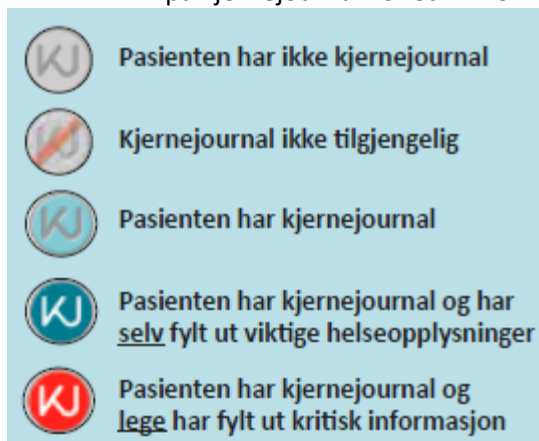 KJ Pasienten har ikke kjernejournal
KJ Kjernejournal ikke tilgjengelig
KJ Pasienten har kjernejournal
KJ Pasienten har kjernejournal og har
selv fylt ut viktige helseopplysninger
KJ Pasienten har kjernejournal og
lege har fylt ut kritisk informasjon